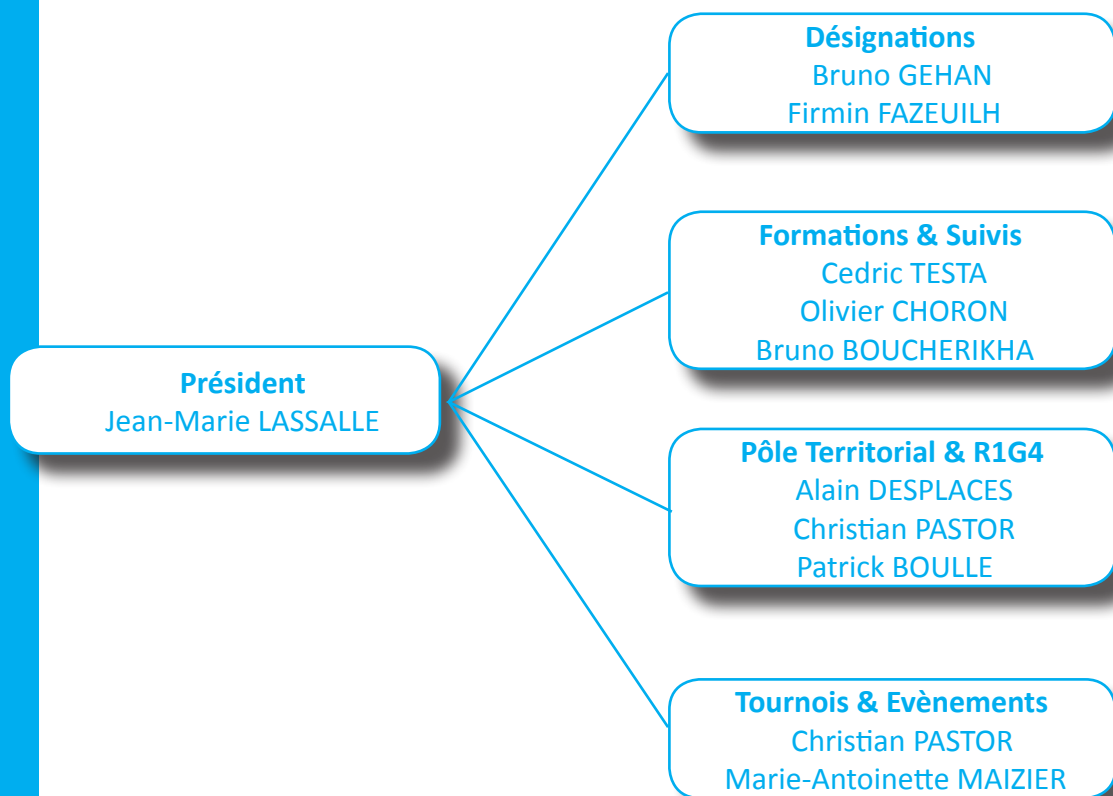 Désignations
Bruno GEHAN
Firmin FAZEUILH
Formations & Suivis
Cedric TESTA
Olivier CHORON
Bruno BOUCHERIKHA
Président
Jean-Marie LASSALLE
Pôle Territorial & R1G4
Alain DESPLACES
Christian PASTOR
Patrick BOULLE
Tournois & Evènements
Christian PASTOR
Marie-Antoinette MAIZIER